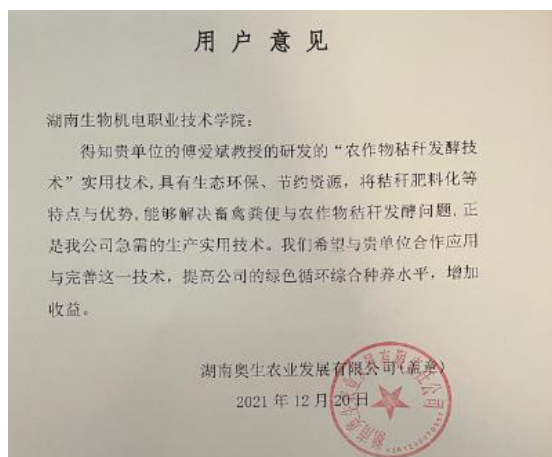 用户意见
湖南生物机电职业技术学院：
得知贵单位的傅爱斌教授的研发的“农作物秸秆发酵技
术”实用技术，具有生态环保、节约资源，将秸秆肥料化等
特点与优势，能够解决畜禽粪便与农作物秸秆发酵问题，正
是我公司急需的生产实用技术。我们希望与贵单位合作应用
与完善这一技术，提高公司的绿色循环综合种养水平，增加
收益。
湖南奥生农业发展有限公司（盖章）
2021年12月20日